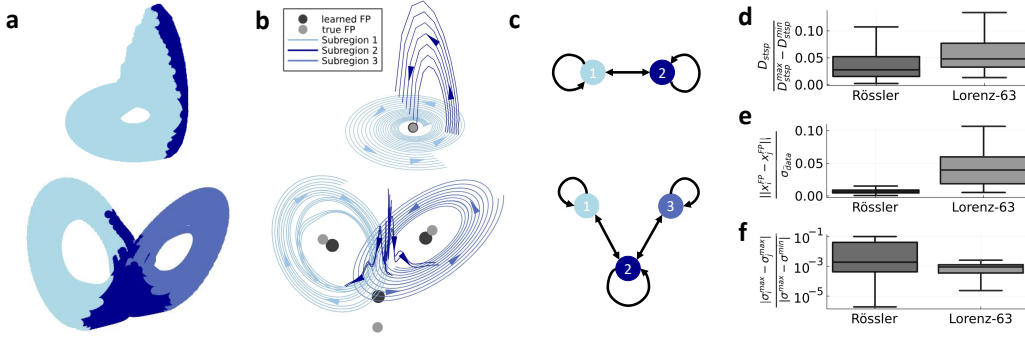 a
b
learned FP
true FP
Subregion 1
Subregion 2
Subregion 3
c
1
2
1
3
2
d
D_stsp
D_stsp^max − D_stsp^min
0.10
0.05
0.00
Rössler
Lorenz-63
e
||x_i^FP − x_j^FP||
σ_data
0.10
0.05
0.00
Rössler
Lorenz-63
f
|σ_i^max − σ_j^max|
|σ^max − σ^min|
10^−1
10^−3
10^−5
Rössler
Lorenz-63